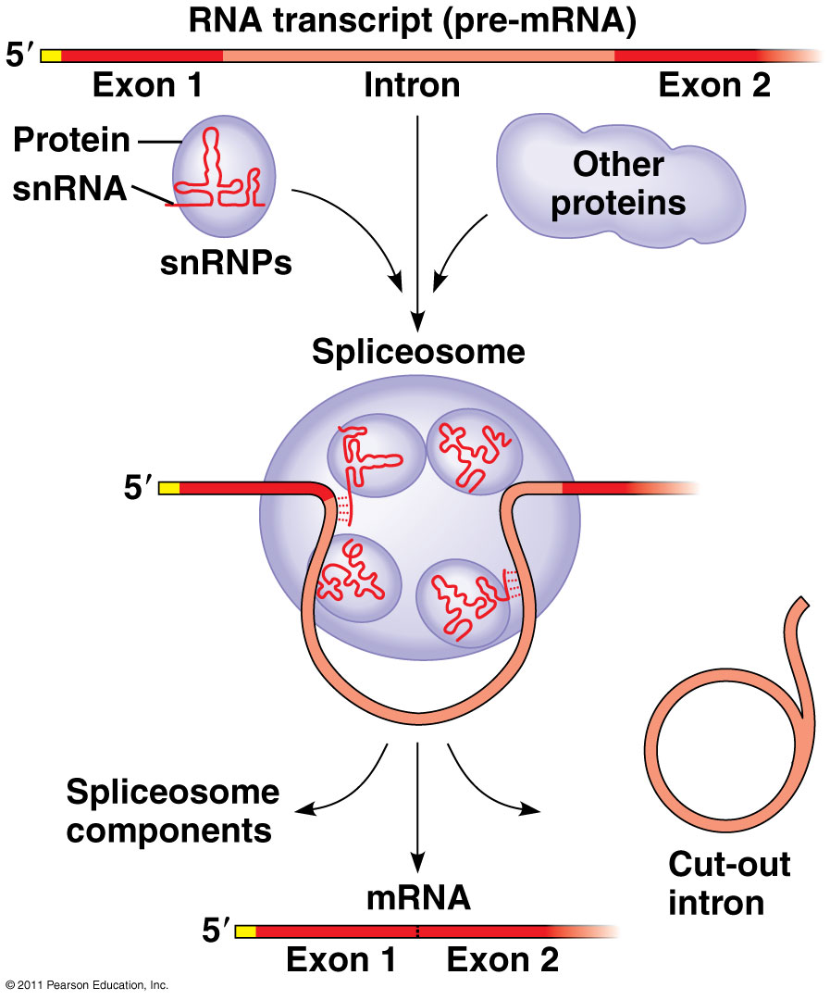 RNA transcript (pre-mRNA)
5′
Exon 1
Intron
Exon 2
Protein
snRNA
snRNPs
Other
proteins
Spliceosome
5′
Spliceosome
components
Cut-out
intron
mRNA
5′
Exon 1
Exon 2
© 2011 Pearson Education, Inc.